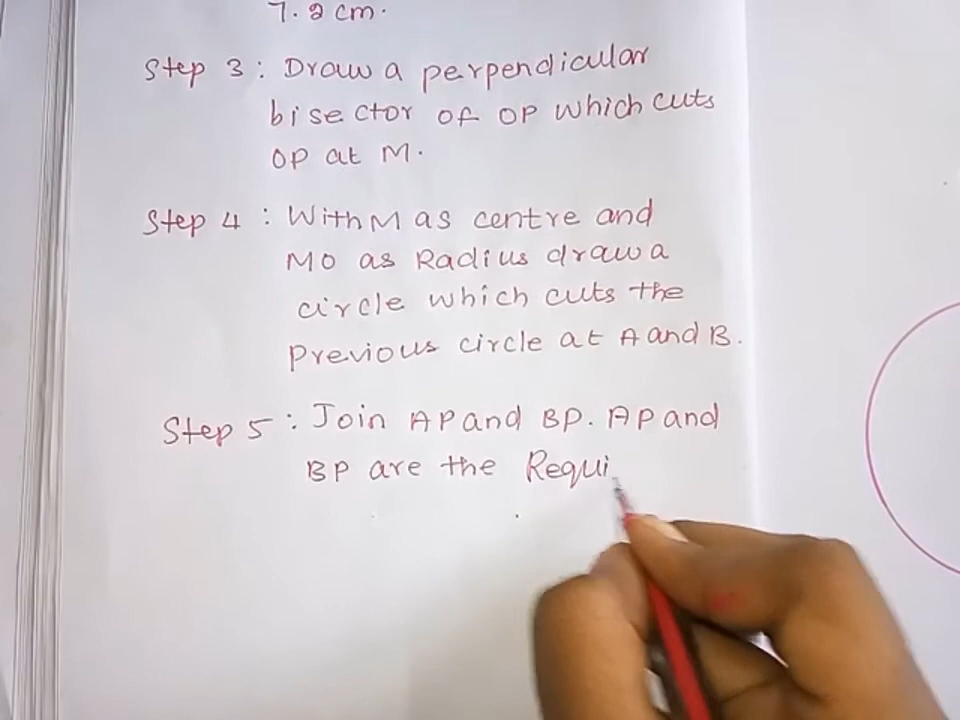 7.2 cm.
Step 3 : Draw a perpendicular
bisector of OP which cuts
OP at M.
Step 4 : With M as centre and
MO as Radius draw a
circle which cuts the
previous circle at A and B.
Step 5 : Join AP and BP. AP and
BP are the Requi